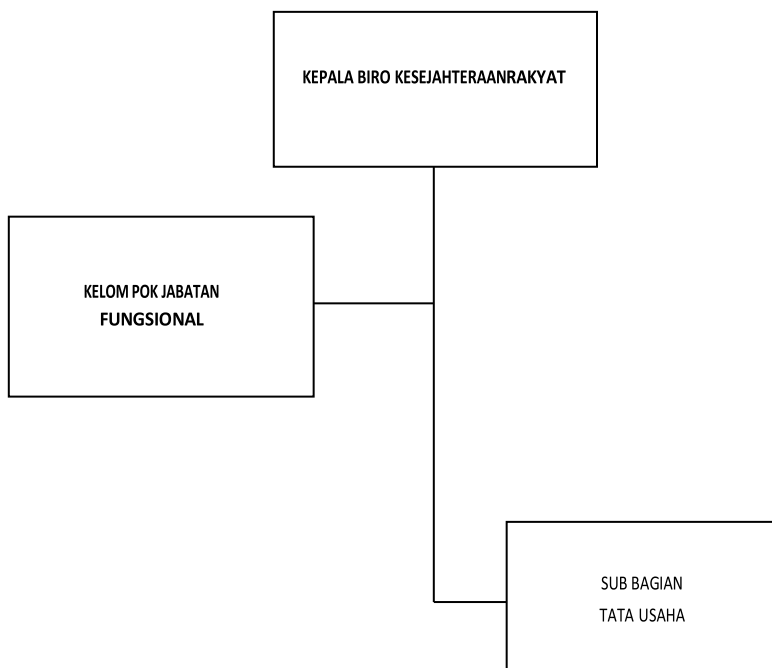 KEPALA BIRO KESEJAHTERAANRAKYAT
KELOM POK JABATAN
FUNGSIONAL
SUB BAGIAN
TATA USAHA